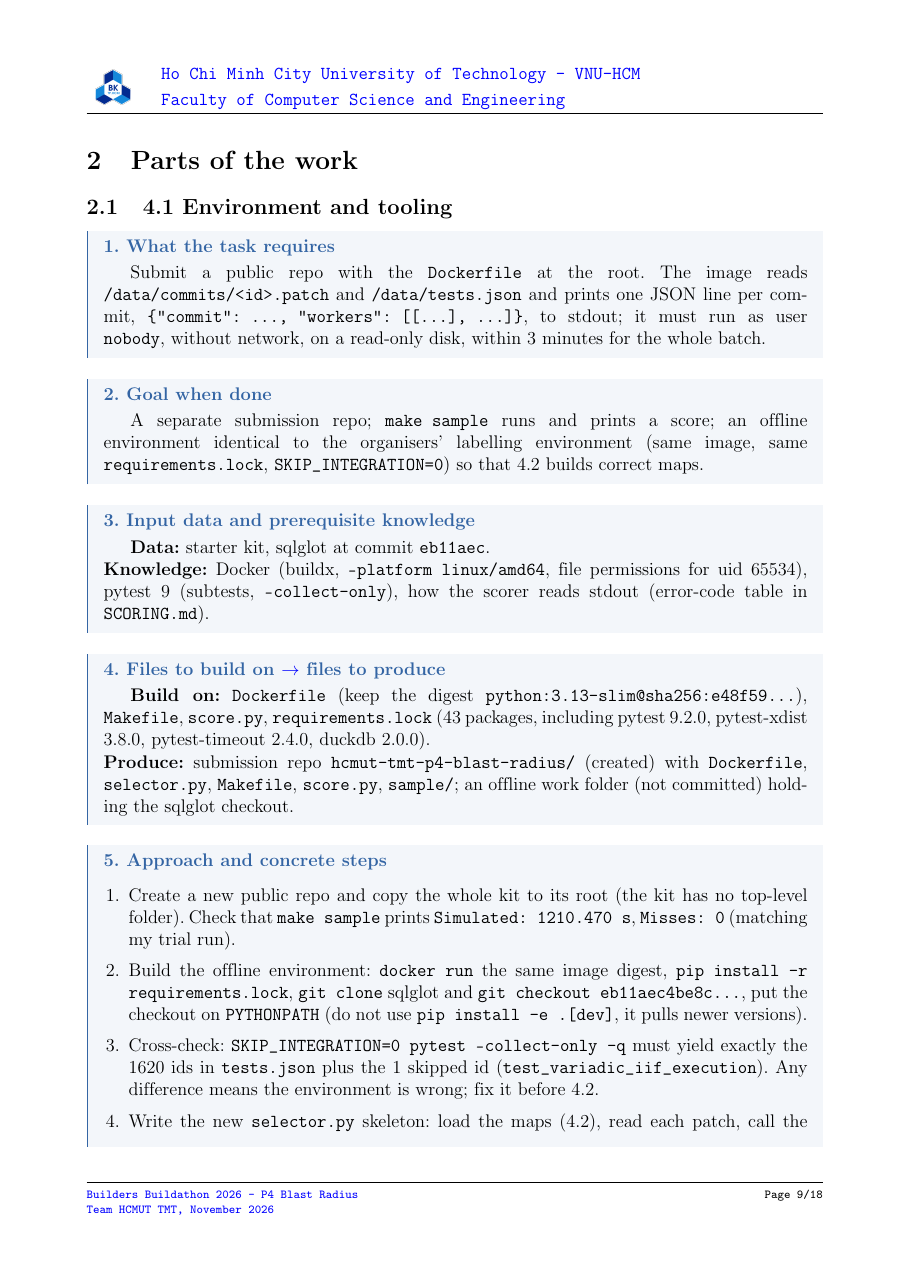 BK
Ho Chi Minh City University of Technology - VNU-HCM
Faculty of Computer Science and Engineering
2 Parts of the work
2.1 4.1 Environment and tooling
1. What the task requires
Submit a public repo with the Dockerfile at the root. The image reads
/data/commits/<id>.patch and /data/tests.json and prints one JSON line per com-
mit, {"commit": ..., "workers": [[...], ...]}, to stdout; it must run as user
nobody, without network, on a read-only disk, within 3 minutes for the whole batch.
2. Goal when done
A separate submission repo; make sample runs and prints a score; an offline
environment identical to the organisers' labelling environment (same image, same
requirements.lock, SKIP_INTEGRATION=0) so that 4.2 builds correct maps.
3. Input data and prerequisite knowledge
Data: starter kit, sqlglot at commit eb11aec.
Knowledge: Docker (buildx, -platform linux/amd64, file permissions for uid 65534),
pytest 9 (subtests, -collect-only), how the scorer reads stdout (error-code table in
SCORING.md).
4. Files to build on → files to produce
Build on: Dockerfile (keep the digest python:3.13-slim@sha256:e48f59...),
Makefile, score.py, requirements.lock (43 packages, including pytest 9.2.0, pytest-xdist
3.8.0, pytest-timeout 2.4.0, duckdb 2.0.0).
Produce: submission repo hcmut-tmt-p4-blast-radius/ (created) with Dockerfile,
selector.py, Makefile, score.py, sample/; an offline work folder (not committed) hold-
ing the sqlglot checkout.
5. Approach and concrete steps
1. Create a new public repo and copy the whole kit to its root (the kit has no top-level
folder). Check that make sample prints Simulated: 1210.470 s, Misses: 0 (matching
my trial run).
2. Build the offline environment: docker run the same image digest, pip install -r
requirements.lock, git clone sqlglot and git checkout eb11aec4be8c..., put the
checkout on PYTHONPATH (do not use pip install -e .[dev], it pulls newer versions).
3. Cross-check: SKIP_INTEGRATION=0 pytest -collect-only -q must yield exactly the
1620 ids in tests.json plus the 1 skipped id (test_variadic_iif_execution). Any
difference means the environment is wrong; fix it before 4.2.
4. Write the new selector.py skeleton: load the maps (4.2), read each patch, call the
Builders Buildathon 2026 - P4 Blast Radius
Page 9/18
Team HCMUT TMT, November 2026